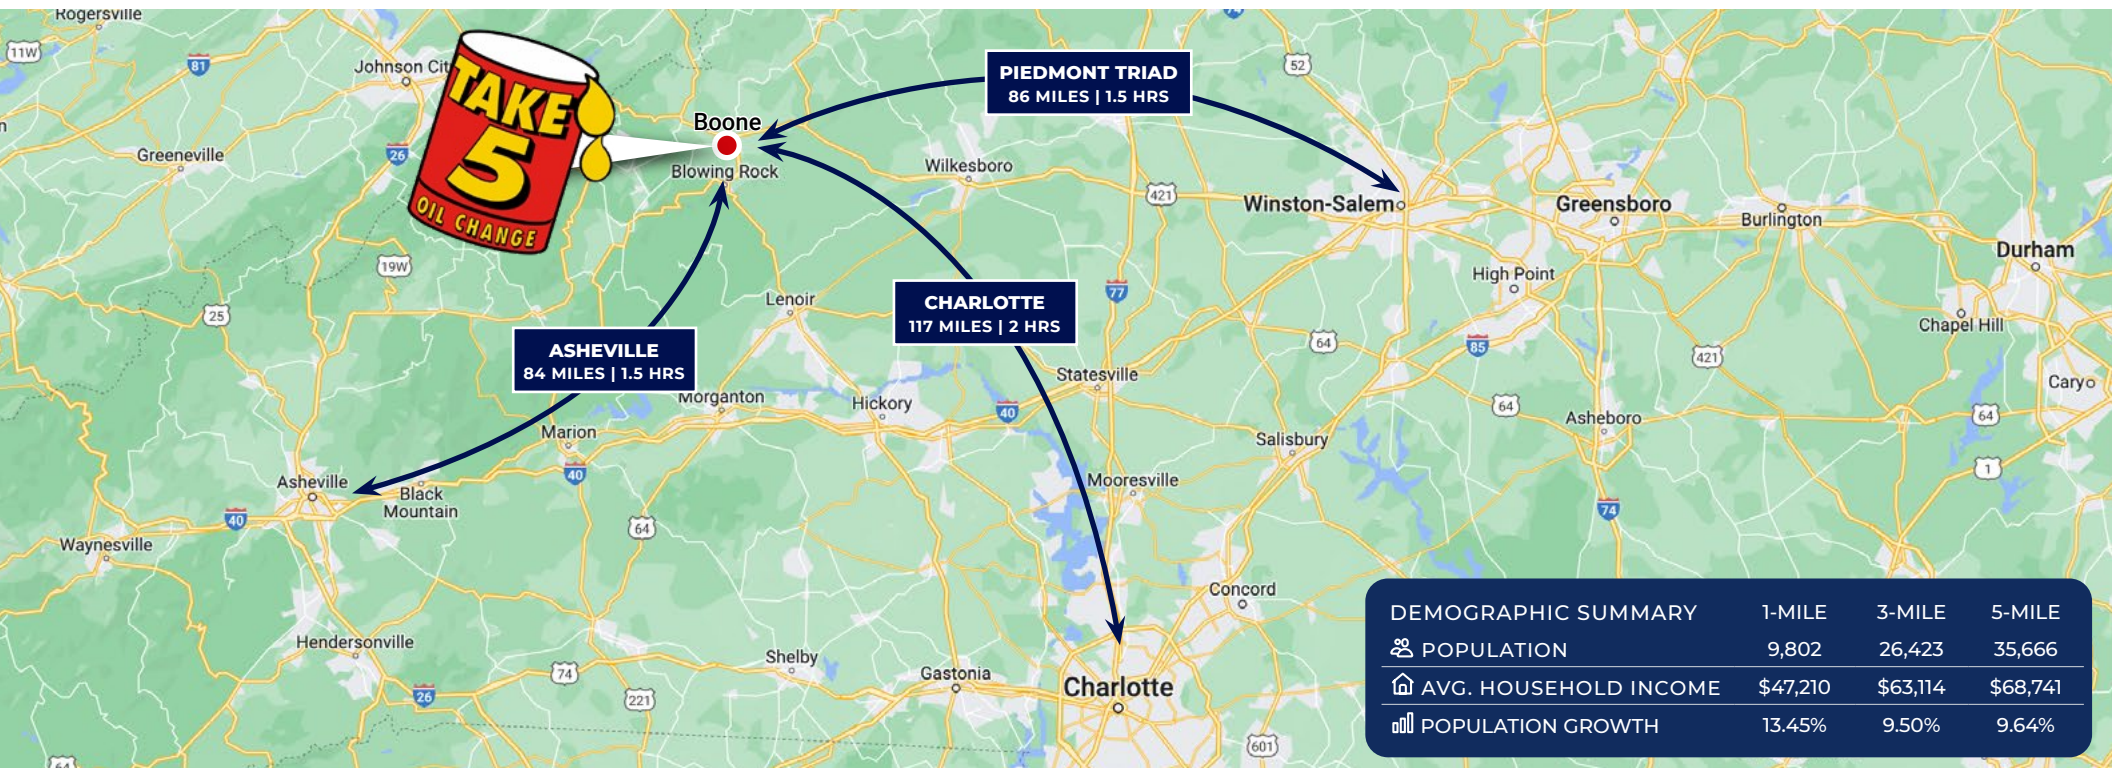 Rogersville
11W
81
Johnson Cit
52
PIEDMONT TRIAD
86 MILES | 1.5 HRS
TAKE
5
OIL CHANGE
Boone
Blowing Rock
Greeneville
26
Wilkesboro
421
Winston-Salem
Greensboro
Burlington
Durham
19W
High Point
25
Lenoir
77
CHARLOTTE
117 MILES | 2 HRS
Chapel Hill
64
85
421
ASHEVILLE
84 MILES | 1.5 HRS
Statesville
Cary
Morganton
Hickory
40
64
Asheboro
64
Marion
Salisbury
40
1
Asheville
Black
Mountain
Mooresville
40
74
Waynesville
64
Concord
Hendersonville
Shelby
74
Gastonia
Charlotte
26
221
601
64
DEMOGRAPHIC SUMMARY 1-MILE 3-MILE 5-MILE
POPULATION 9,802 26,423 35,666
AVG. HOUSEHOLD INCOME $47,210 $63,114 $68,741
POPULATION GROWTH 13.45% 9.50% 9.64%